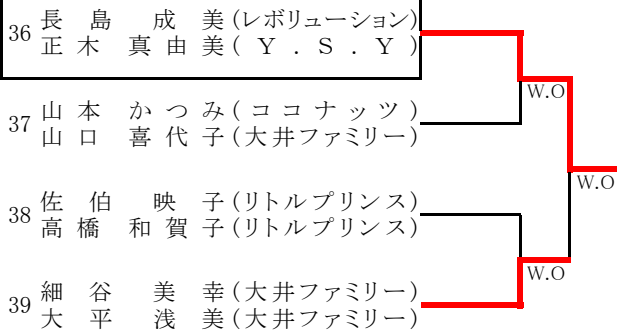 36 長島 成美(レボリューション)
正木 真由美(Y.S.Y)
W.O
37 山本 かつみ(ココナッツ)
山口 喜代子(大井ファミリー)
W.O
38 佐伯 映子(リトルプリンス)
高橋 和賀子(リトルプリンス)
W.O
39 細谷 美幸(大井ファミリー)
大平 浅美(大井ファミリー)